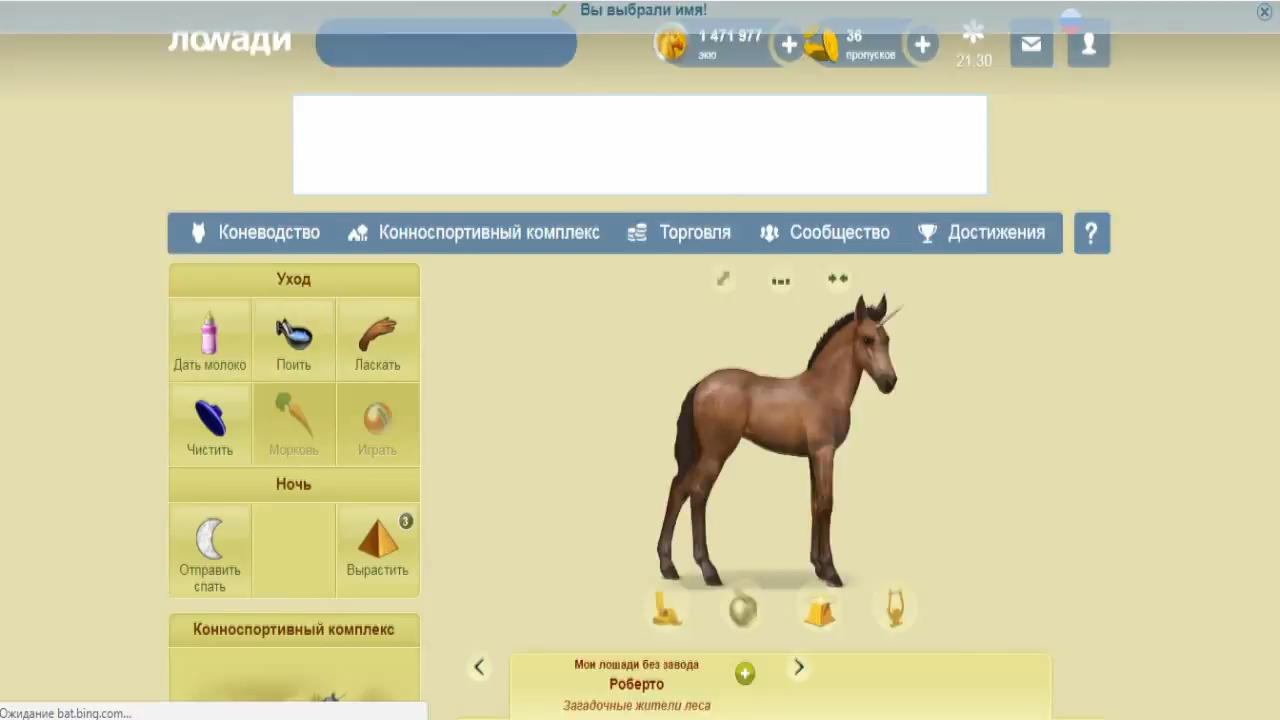 Вы выбрали имя!
лошади
1 471 977
экю
36
пропусков
21:30
Коневодство
Конноспортивный комплекс
Торговля
Сообщество
Достижения
?
Уход
Дать молоко
Поить
Ласкать
Чистить
Морковь
Играть
Ночь
Отправить
спать
3
Вырастить
Конноспортивный комплекс
Мои лошади без завода
Роберто
Загадочные жители леса
Ожидание bat.bing.com...